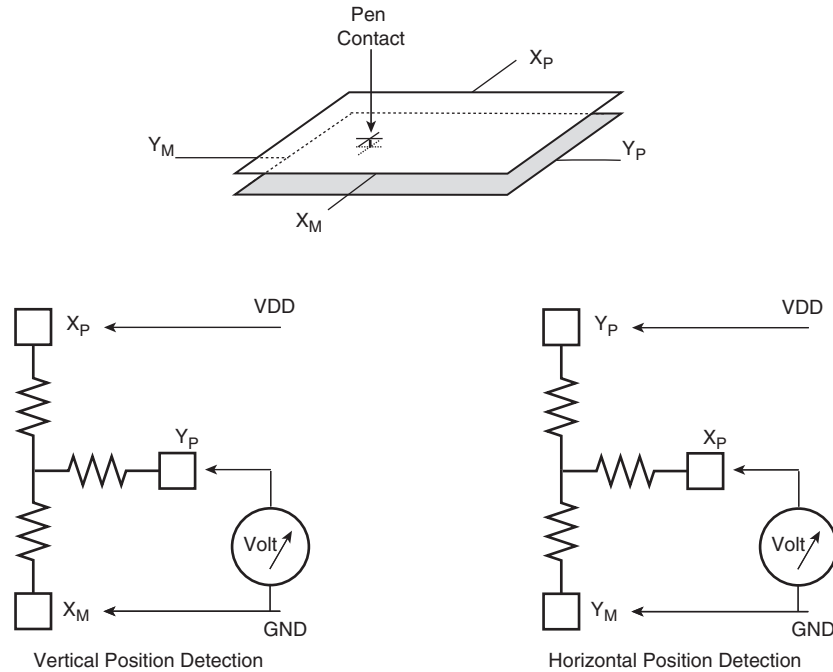 Pen
Contact
XP
YM
YP
XM
VDD
XP
YP
Volt
XM
GND
Vertical Position Detection
VDD
YP
XP
Volt
YM
GND
Horizontal Position Detection